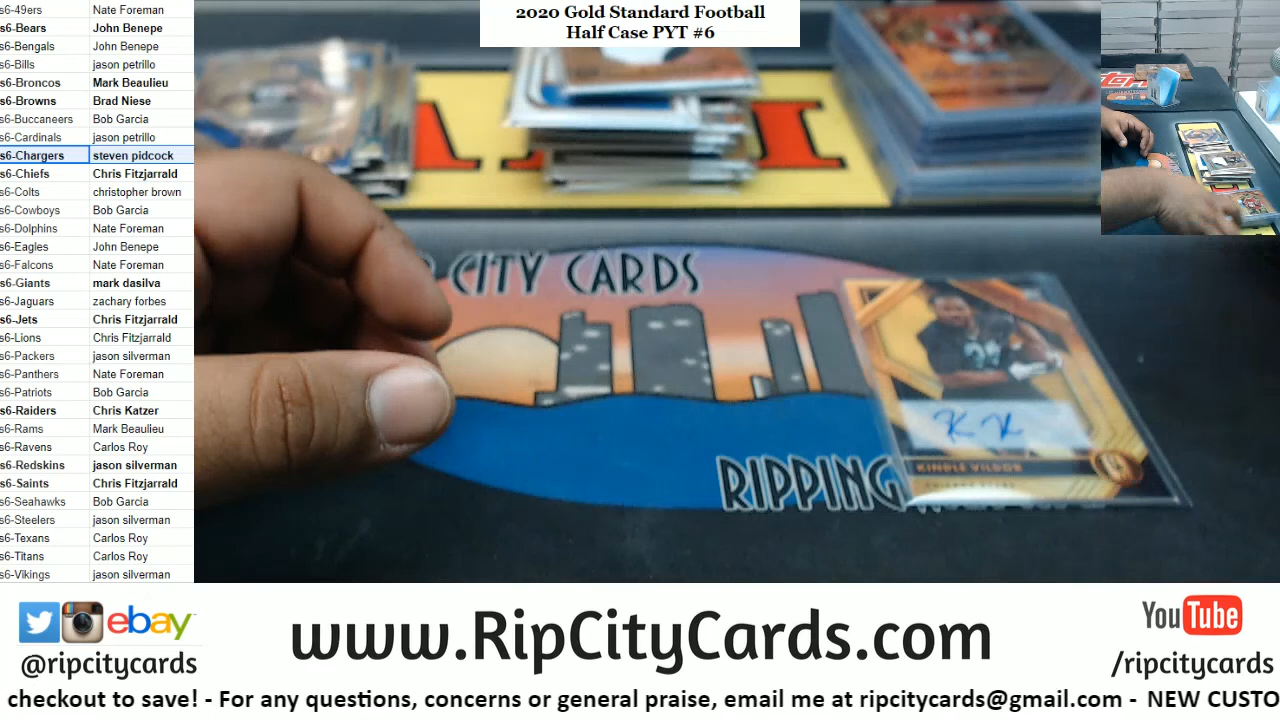 2020 Gold Standard Football
Half Case PYT #6
s6-49ers Nate Foreman
s6-Bears John Benepe
s6-Bengals John Benepe
s6-Bills jason petrillo
s6-Broncos Mark Beaulieu
s6-Browns Brad Niese
s6-Buccaneers Bob Garcia
s6-Cardinals jason petrillo
s6-Chargers steven pidcock
s6-Chiefs Chris Fitzjarrald
s6-Colts christopher brown
s6-Cowboys Bob Garcia
s6-Dolphins Nate Foreman
s6-Eagles John Benepe
s6-Falcons Nate Foreman
s6-Giants mark dasilva
s6-Jaguars zachary forbes
s6-Jets Chris Fitzjarrald
s6-Lions Chris Fitzjarrald
s6-Packers jason silverman
s6-Panthers Nate Foreman
s6-Patriots Bob Garcia
s6-Raiders Chris Katzer
s6-Rams Mark Beaulieu
s6-Ravens Carlos Roy
s6-Redskins jason silverman
s6-Saints Chris Fitzjarrald
s6-Seahawks Bob Garcia
s6-Steelers jason silverman
s6-Texans Carlos Roy
s6-Titans Carlos Roy
s6-Vikings jason silverman
CITY CARDS
RIPPING
KINDLE VILDOR
ebay
@ripcitycards
www.RipCityCards.com
YouTube
/ripcitycards
checkout to save! - For any questions, concerns or general praise, email me at ripcitycards@gmail.com - NEW CUSTO